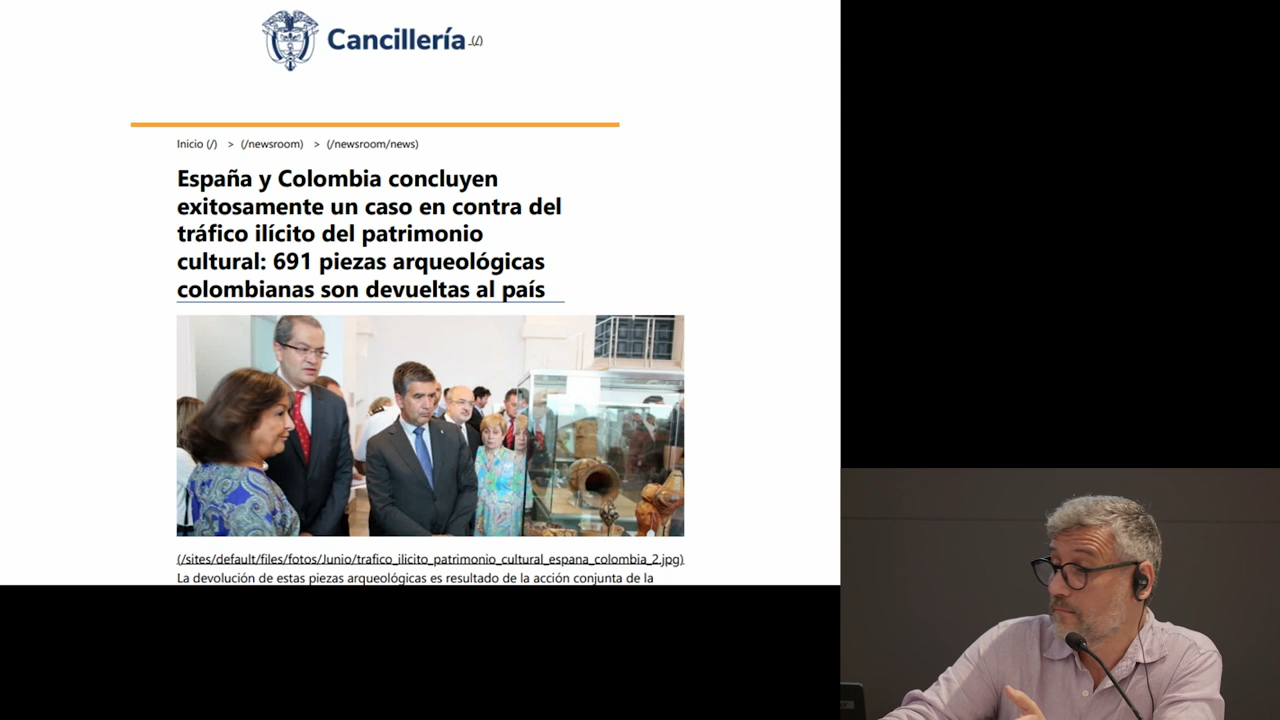 Cancillería (/)
Inicio (/) > (/newsroom) > (/newsroom/news)
España y Colombia concluyen
exitosamente un caso en contra del
tráfico ilícito del patrimonio
cultural: 691 piezas arqueológicas
colombianas son devueltas al país
(/sites/default/files/fotos/Junio/trafico_ilicito_patrimonio_cultural_espana_colombia_2.jpg)
La devolución de estas piezas arqueológicas es resultado de la acción conjunta de la